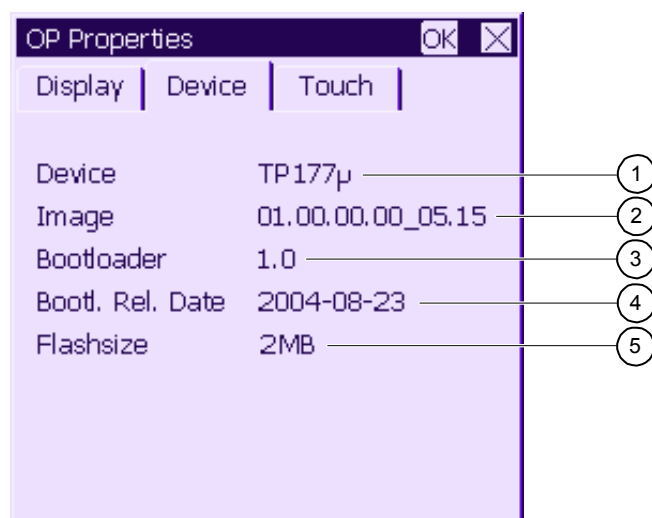 OP Properties OK
Display Device Touch
Device TP177µ 1
Image 01.00.00.00_05.15 2
Bootloader 1.0 3
Bootl. Rel. Date 2004-08-23 4
Flashsize 2MB 5